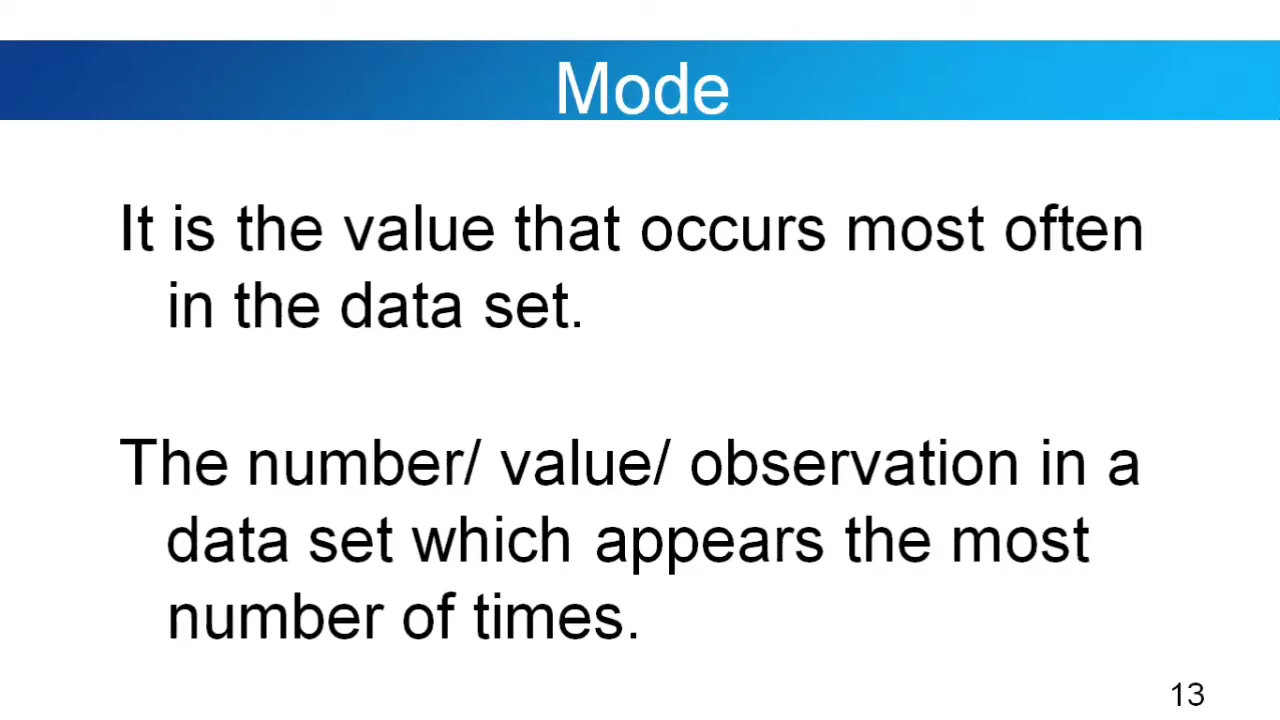 Mode
It is the value that occurs most often
in the data set.
The number/ value/ observation in a
data set which appears the most
number of times.
13